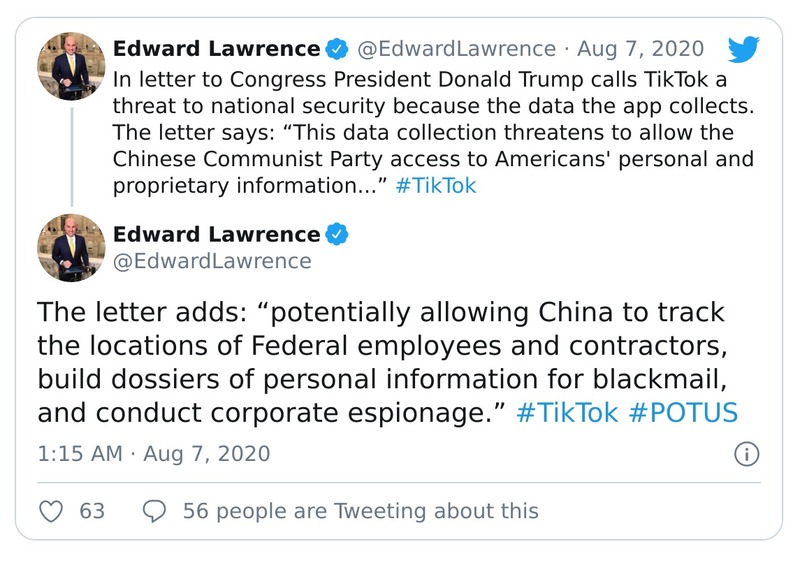 Edward Lawrence @EdwardLawrence · Aug 7, 2020
In letter to Congress President Donald Trump calls TikTok a
threat to national security because the data the app collects.
The letter says: “This data collection threatens to allow the
Chinese Communist Party access to Americans' personal and
proprietary information...” #TikTok
Edward Lawrence
@EdwardLawrence
The letter adds: “potentially allowing China to track
the locations of Federal employees and contractors,
build dossiers of personal information for blackmail,
and conduct corporate espionage.” #TikTok #POTUS
1:15 AM · Aug 7, 2020
63 56 people are Tweeting about this